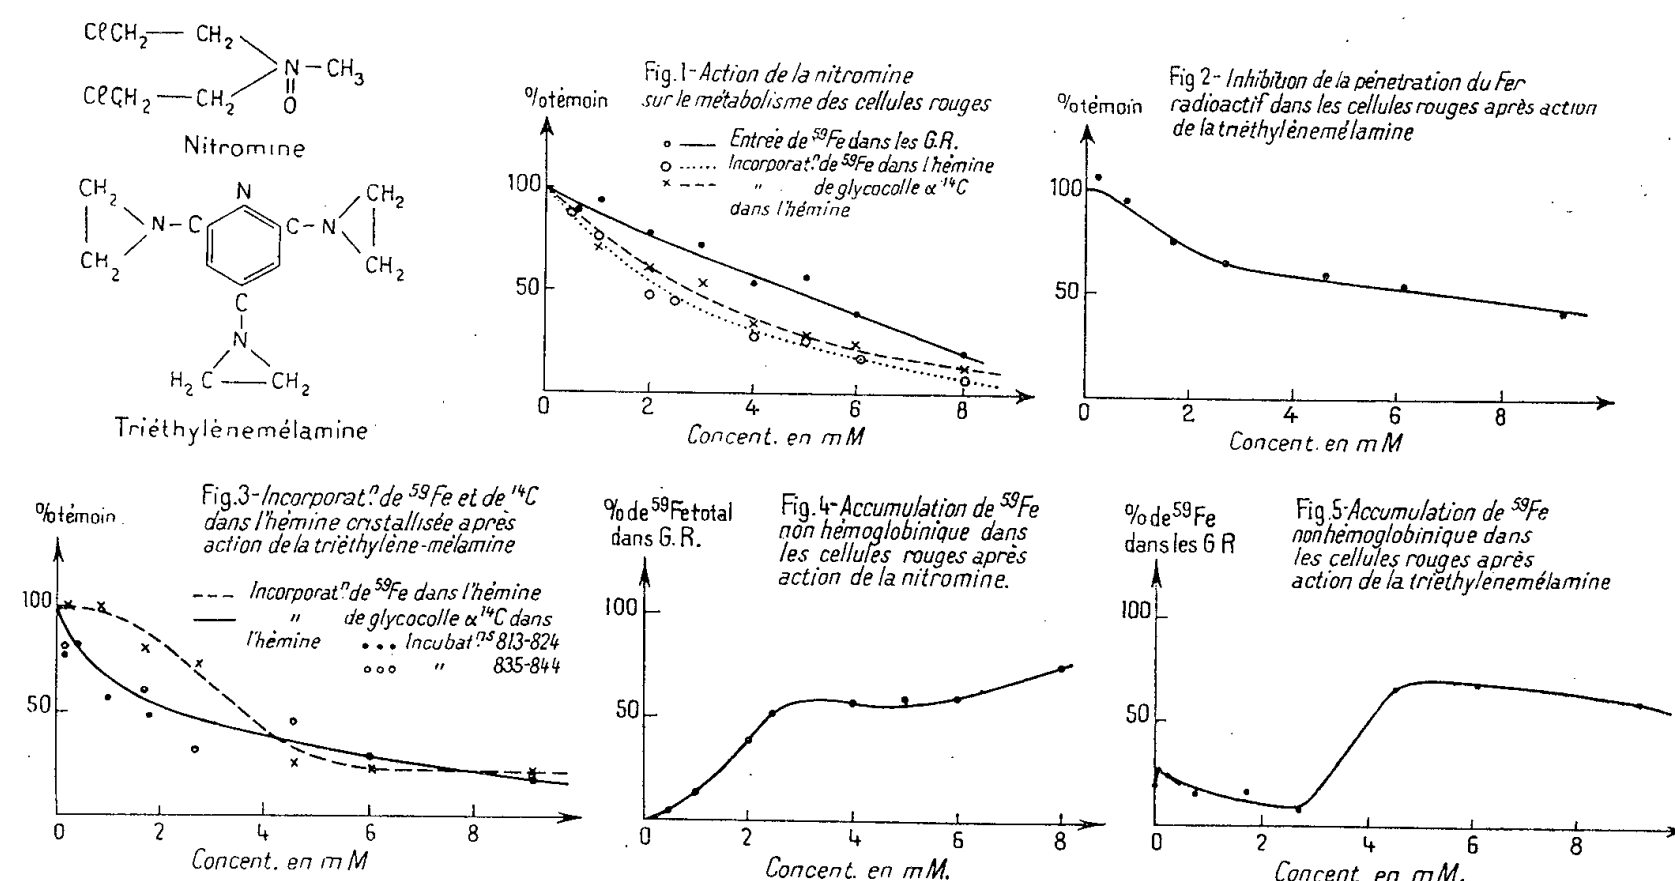 CℓCH₂—CH₂
N—CH₃
O
CℓCH₂—CH₂
Nitromine
CH₂
N
CH₂
N—C
C—N
CH₂
CH₂
C
N
H₂C—CH₂
Triéthylènemélamine
Fig.1-Action de la nitromine
sur le métabolisme des cellules rouges
%témoin
Entrée de ⁵⁹Fe dans les G.R.
Incorporat.ⁿ de ⁵⁹Fe dans l'hémine
" de glycocolle α ¹⁴C
dans l'hémine
100
50
0 2 4 6 8
Concent. en mM
Fig 2- Inhibition de la pénétration du Fer
radioactif dans les cellules rouges après action
de la triéthylènemélamine
%témoin
100
50
0 2 4 6 8
Concent. en mM
Fig.3-Incorporat.ⁿ de ⁵⁹Fe et de ¹⁴C
dans l'hémine cristallisée après
action de la triéthylène-mélamine
%témoin
Incorporat.ⁿ de ⁵⁹Fe dans l'hémine
" de glycocolle α ¹⁴C dans
l'hémine Incubat.ⁿˢ 813-824
" 835-844
100
50
0 2 4 6 8
Concent. en mM
% de ⁵⁹Fe total
dans G.R.
Fig.4-Accumulation de ⁵⁹Fe
non hémoglobinique dans
les cellules rouges après
action de la nitromine.
100
50
0 2 4 6 8
Concent. en mM.
% de ⁵⁹Fe
dans les G R
Fig.5-Accumulation de ⁵⁹Fe
non hémoglobinique dans
les cellules rouges après
action de la triéthylènemélamine
100
50
0 2 4 6 8
Concent. en mM.